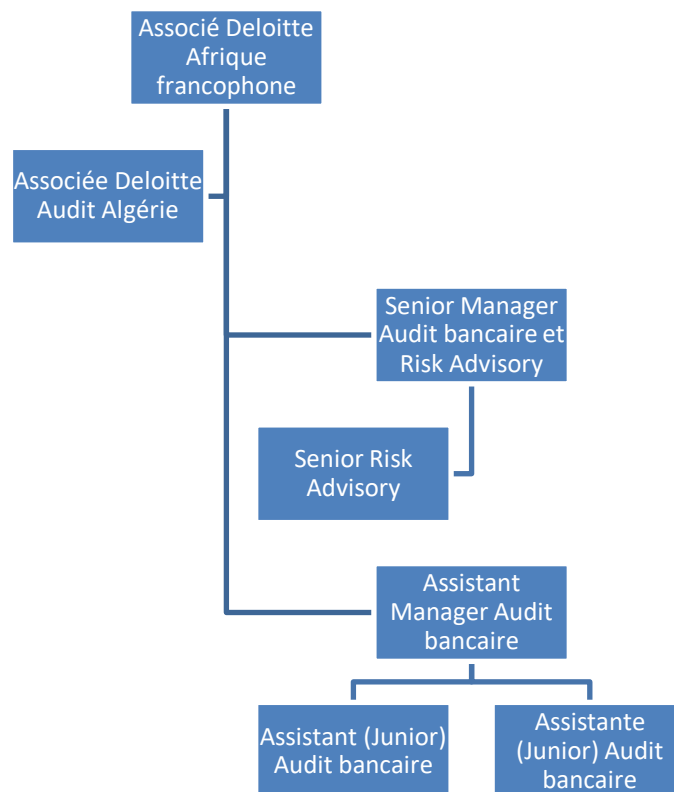 Associé Deloitte
Afrique
francophone
Associée Deloitte
Audit Algérie
Senior Manager
Audit bancaire et
Risk Advisory
Senior Risk
Advisory
Assistant
Manager Audit
bancaire
Assistant (Junior)
Audit bancaire
Assistante
(Junior) Audit
bancaire